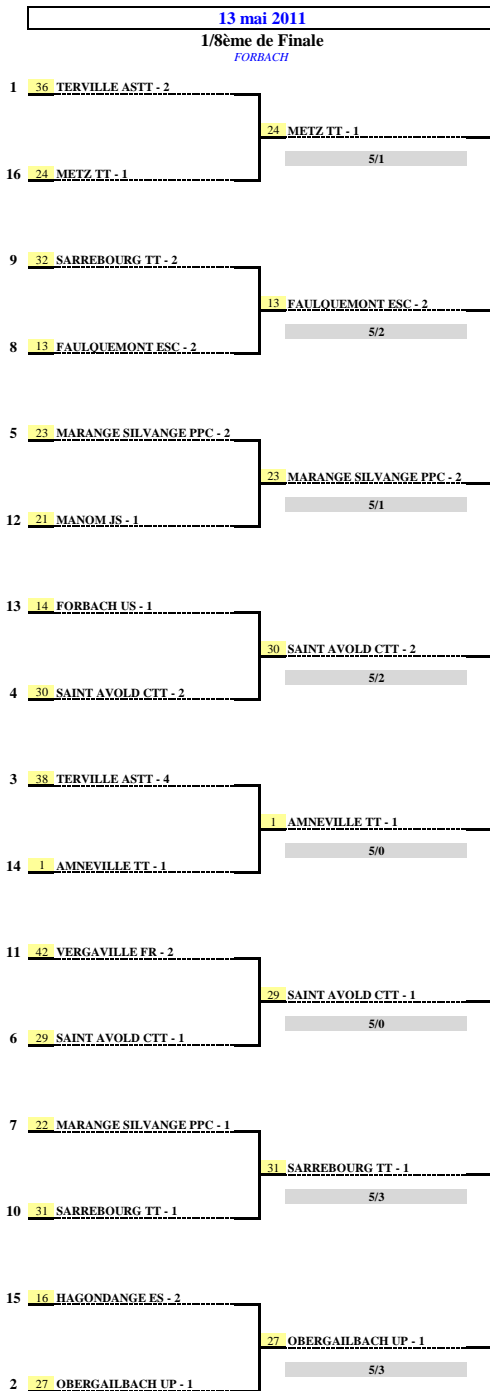 13 mai 2011
1/8ème de Finale
FORBACH
1 36 TERVILLE ASTT - 2
24 METZ TT - 1
5/1
16 24 METZ TT - 1
9 32 SARREBOURG TT - 2
13 FAULQUEMONT ESC - 2
5/2
8 13 FAULQUEMONT ESC - 2
5 23 MARANGE SILVANGE PPC - 2
23 MARANGE SILVANGE PPC - 2
5/1
12 21 MANOM JS - 1
13 14 FORBACH US - 1
30 SAINT AVOLD CTT - 2
5/2
4 30 SAINT AVOLD CTT - 2
3 38 TERVILLE ASTT - 4
1 AMNEVILLE TT - 1
5/0
14 1 AMNEVILLE TT - 1
11 42 VERGAVILLE FR - 2
29 SAINT AVOLD CTT - 1
5/0
6 29 SAINT AVOLD CTT - 1
7 22 MARANGE SILVANGE PPC - 1
31 SARREBOURG TT - 1
5/3
10 31 SARREBOURG TT - 1
15 16 HAGONDANGE ES - 2
27 OBERGAILBACH UP - 1
5/3
2 27 OBERGAILBACH UP - 1